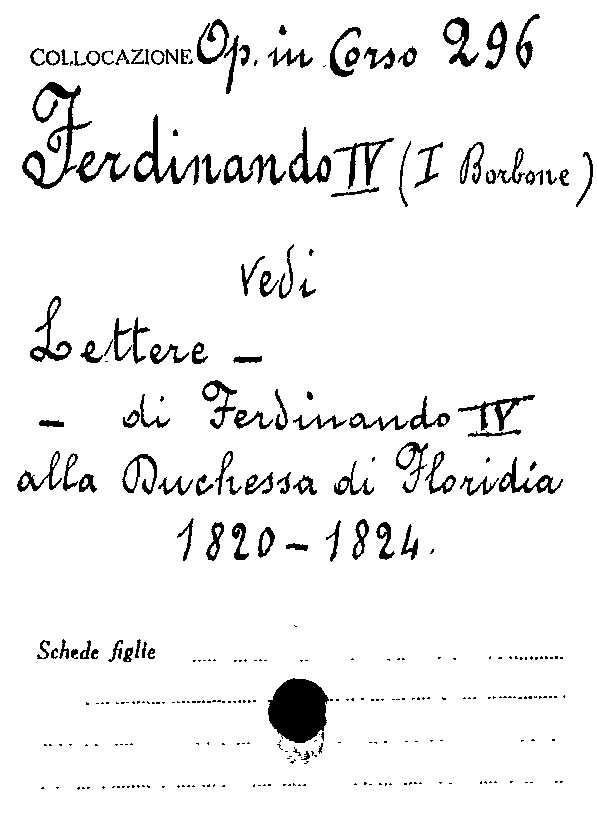 COLLOCAZIONE Op. in Corso 296
Ferdinando IV (I Borbone)
vedi
Lettere –
– di Ferdinando IV
alla Duchessa di Floridia
1820 – 1824.
Schede figlie